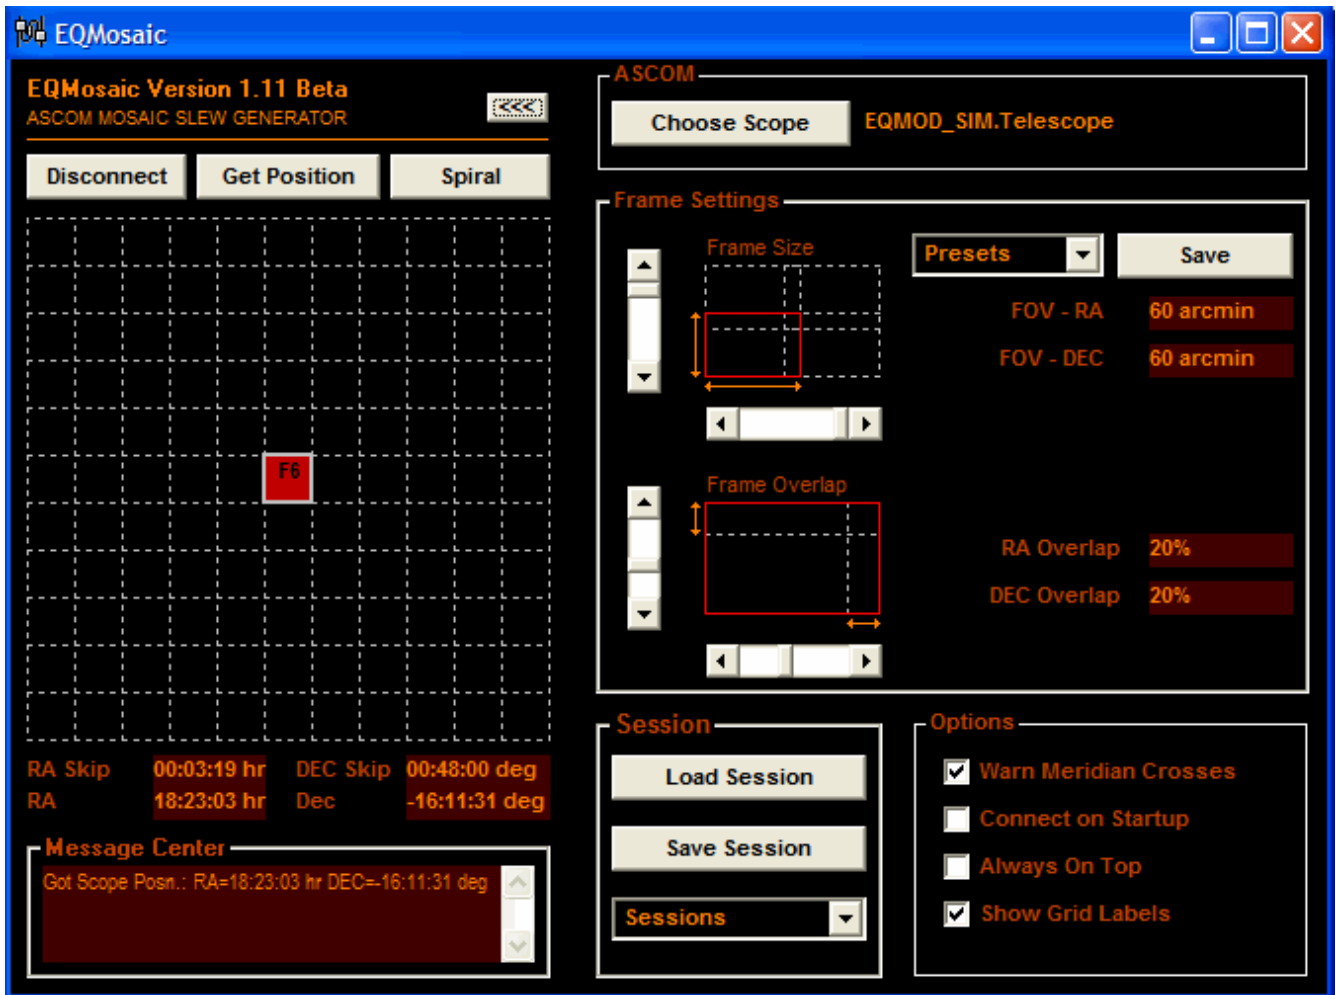 EQMosaic
EQMosaic Version 1.11 Beta
ASCOM MOSAIC SLEW GENERATOR
<<<
Disconnect Get Position Spiral
F6
RA Skip 00:03:19 hr DEC Skip 00:48:00 deg
RA 18:23:03 hr Dec -16:11:31 deg
Message Center
Got Scope Posn.: RA=18:23:03 hr DEC=-16:11:31 deg
ASCOM
Choose Scope EQMOD_SIM.Telescope
Frame Settings
Frame Size
Presets Save
FOV - RA 60 arcmin
FOV - DEC 60 arcmin
Frame Overlap
RA Overlap 20%
DEC Overlap 20%
Session
Load Session
Save Session
Sessions
Options
Warn Meridian Crosses
Connect on Startup
Always On Top
Show Grid Labels